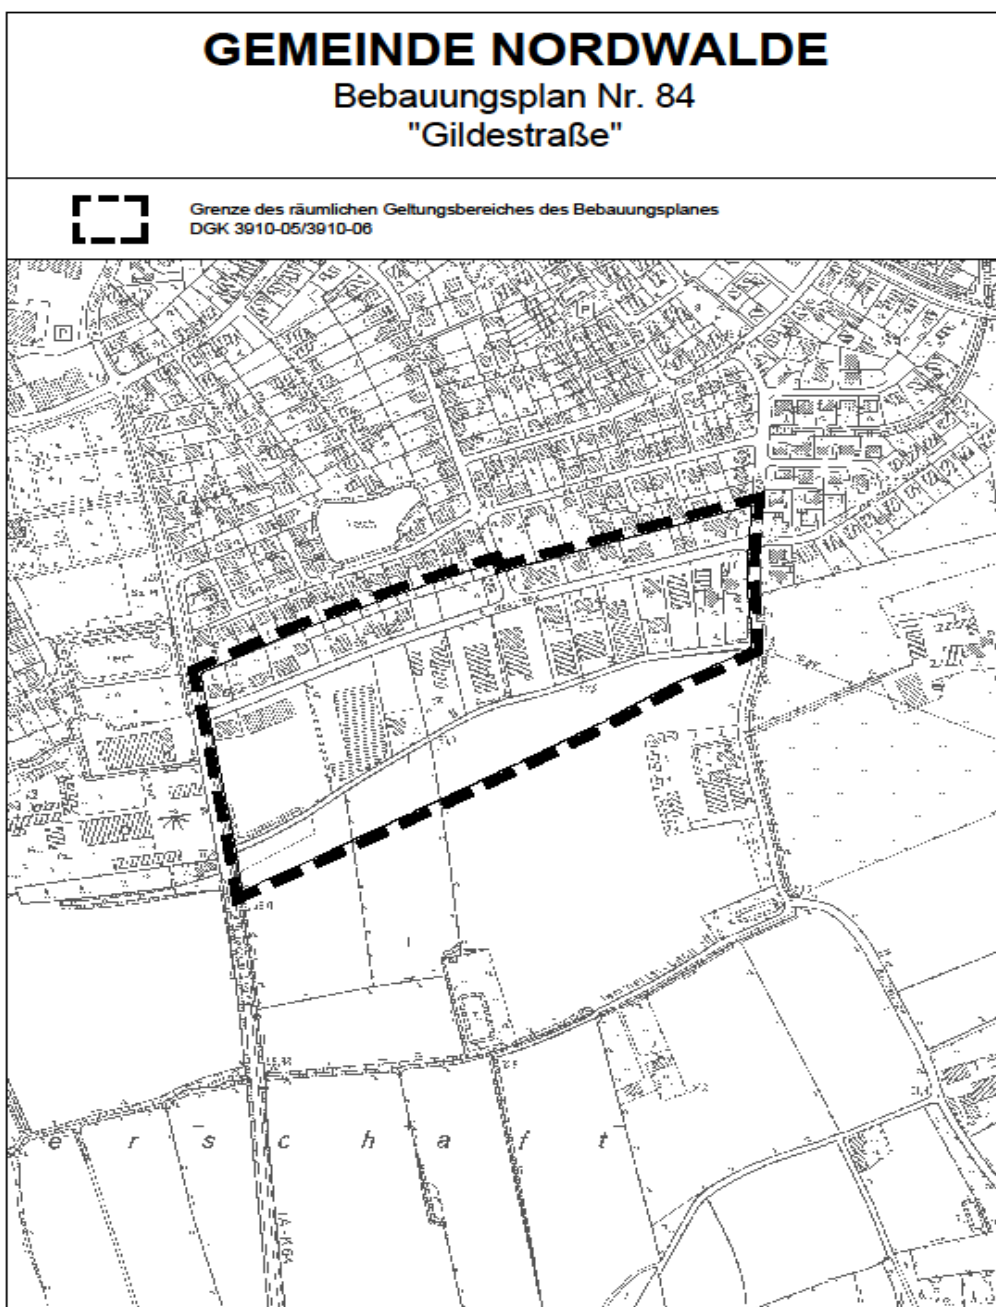 GEMEINDE NORDWALDE
Bebauungsplan Nr. 84
"Gildestraße"
Grenze des räumlichen Geltungsbereiches des Bebauungsplanes
DGK 3910-05/3910-06
P
P
e r s c h a f t